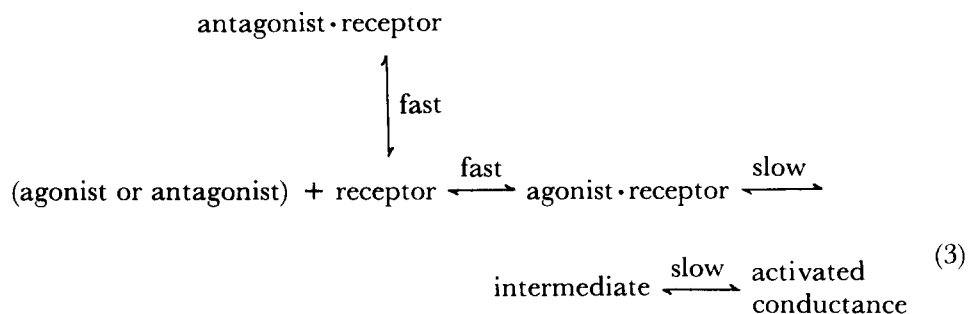 antagonist·receptor
fast
(agonist or antagonist) + receptor fast agonist·receptor slow
(3)
intermediate slow activated
conductance